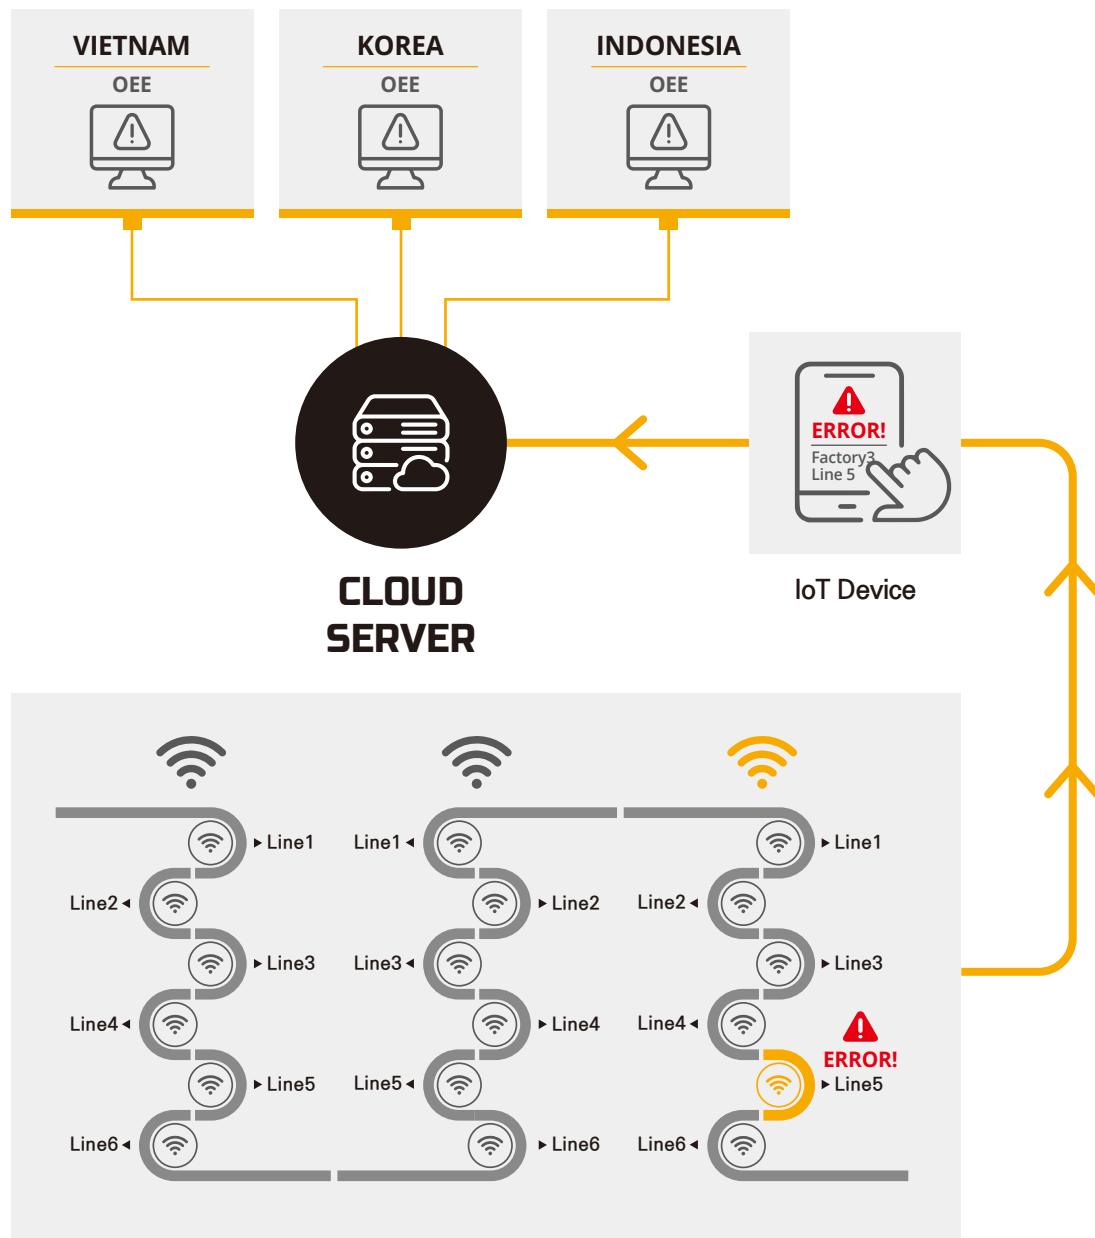 VIETNAM
OEE
KOREA
OEE
INDONESIA
OEE
ERROR!
Factory3
Line 5
IoT Device
CLOUD
SERVER
Line1
Line2
Line3
Line4
Line5
Line6
Line1
Line2
Line3
Line4
Line5
Line6
Line1
Line2
Line3
Line4
ERROR!
Line5
Line6